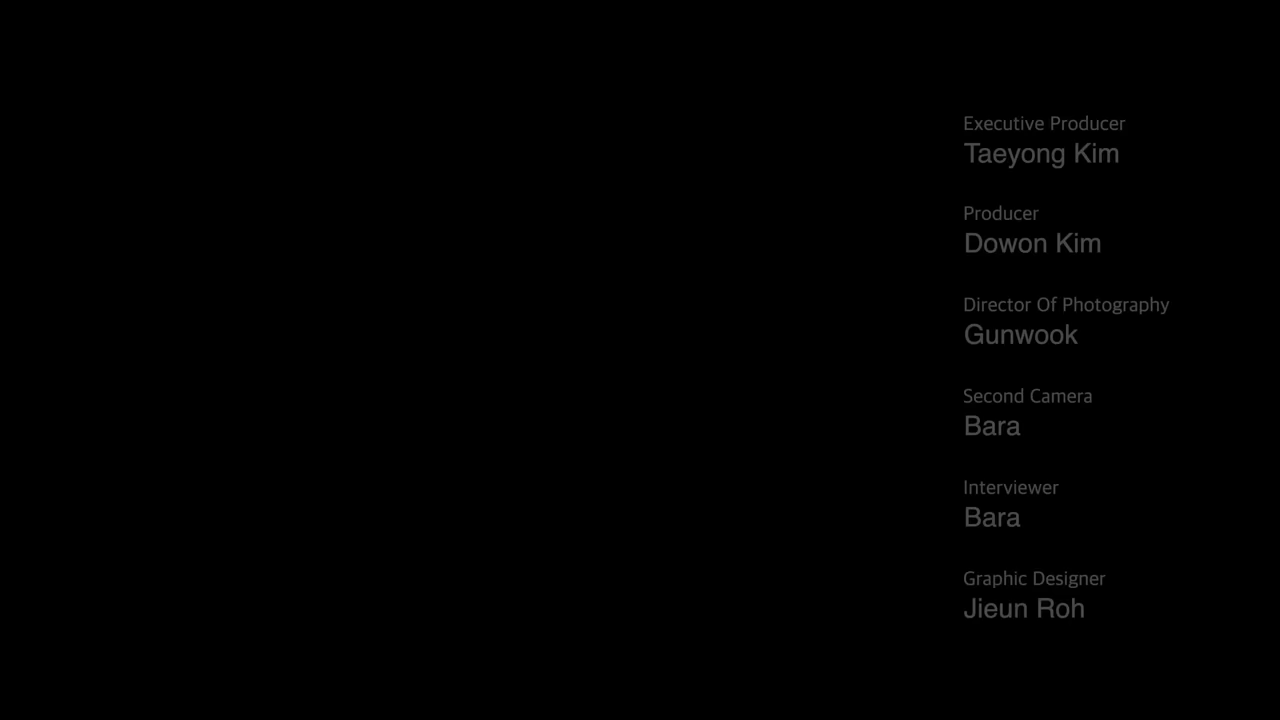 Executive Producer
Taeyong Kim
Producer
Dowon Kim
Director Of Photography
Gunwook
Second Camera
Bara
Interviewer
Bara
Graphic Designer
Jieun Roh